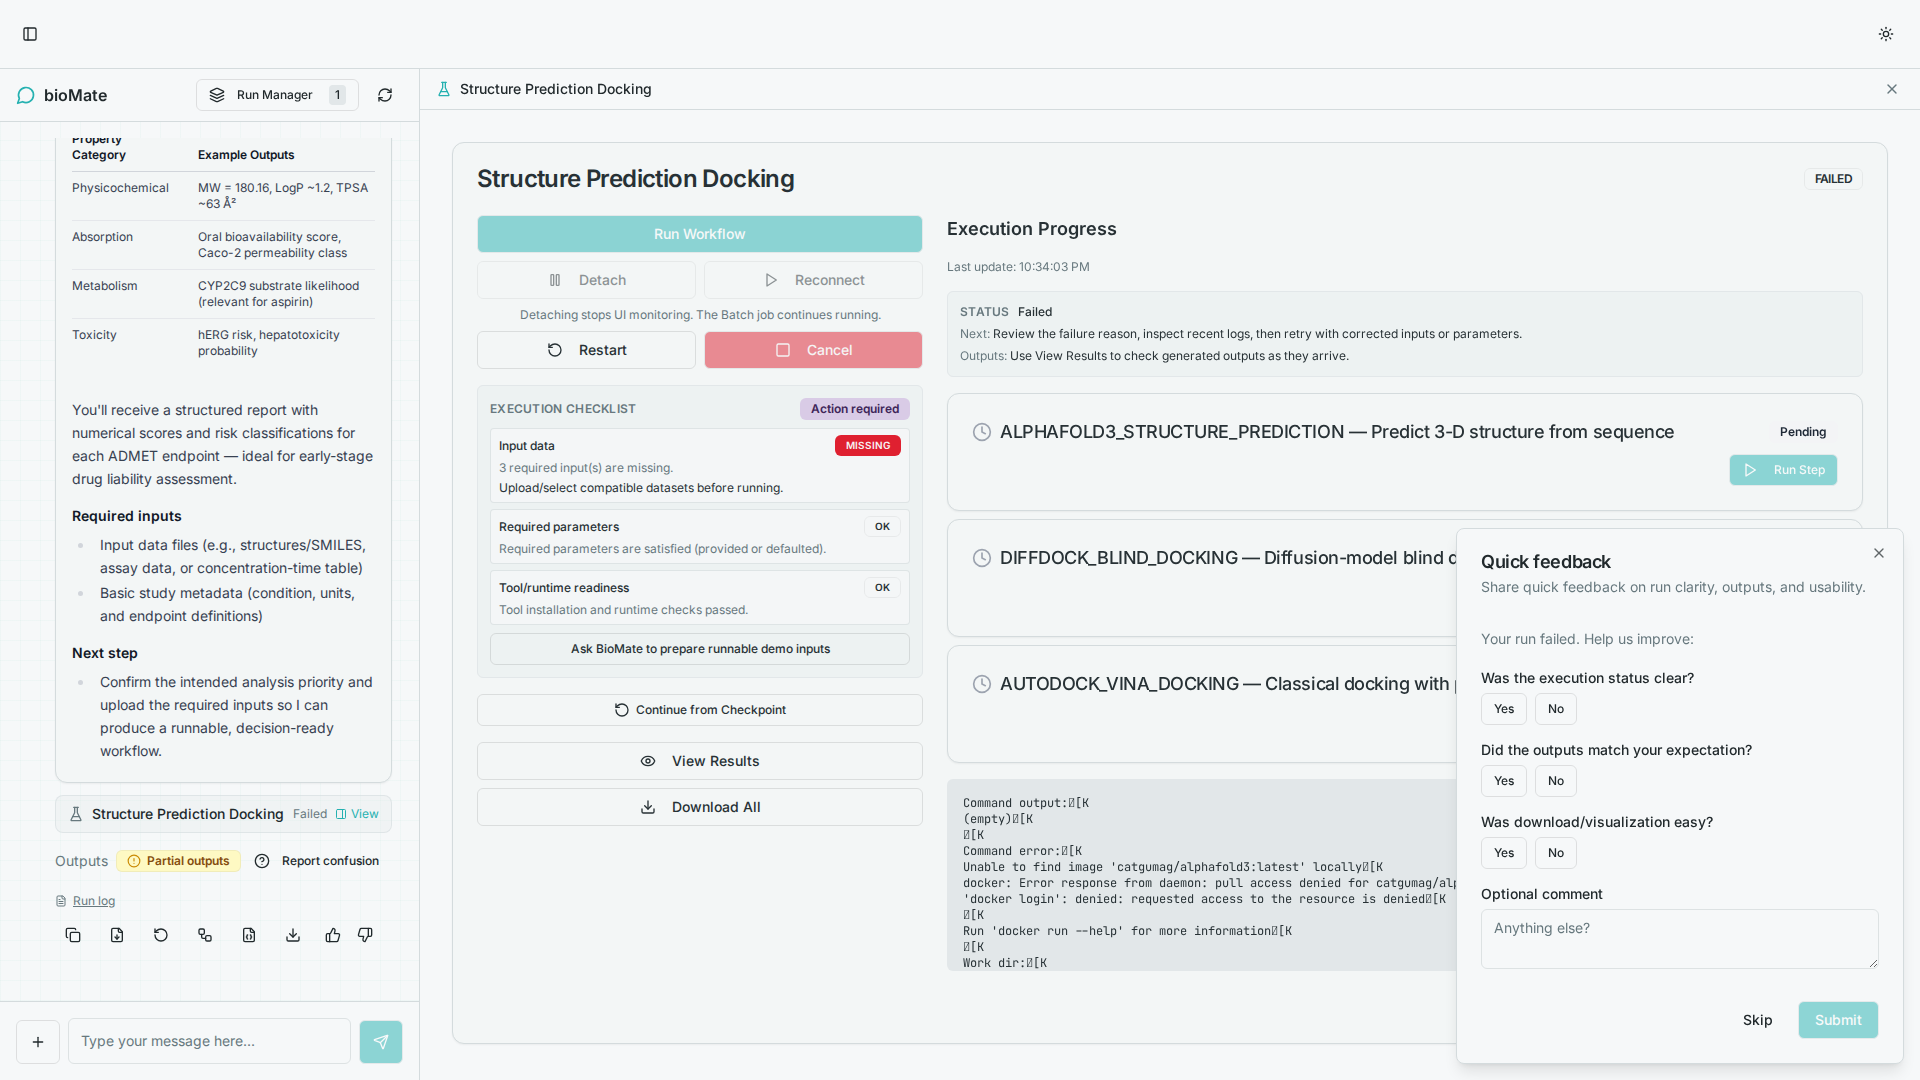 bioMate
Run Manager 1
Property
Category
Example Outputs
Physicochemical
MW = 180.16, LogP ~1.2, TPSA
~63 Å²
Absorption
Oral bioavailability score,
Caco-2 permeability class
Metabolism
CYP2C9 substrate likelihood
(relevant for aspirin)
Toxicity
hERG risk, hepatotoxicity
probability
You'll receive a structured report with
numerical scores and risk classifications for
each ADMET endpoint — ideal for early-stage
drug liability assessment.
Required inputs
Input data files (e.g., structures/SMILES,
assay data, or concentration-time table)
Basic study metadata (condition, units,
and endpoint definitions)
Next step
Confirm the intended analysis priority and
upload the required inputs so I can
produce a runnable, decision-ready
workflow.
Structure Prediction Docking Failed View
Outputs Partial outputs Report confusion
Run log
Type your message here...
Structure Prediction Docking
Structure Prediction Docking
FAILED
Run Workflow
Detach
Reconnect
Detaching stops UI monitoring. The Batch job continues running.
Restart
Cancel
EXECUTION CHECKLIST
Action required
Input data
MISSING
3 required input(s) are missing.
Upload/select compatible datasets before running.
Required parameters
OK
Required parameters are satisfied (provided or defaulted).
Tool/runtime readiness
OK
Tool installation and runtime checks passed.
Ask BioMate to prepare runnable demo inputs
Continue from Checkpoint
View Results
Download All
Execution Progress
Last update: 10:34:03 PM
STATUS Failed
Next: Review the failure reason, inspect recent logs, then retry with corrected inputs or parameters.
Outputs: Use View Results to check generated outputs as they arrive.
ALPHAFOLD3_STRUCTURE_PREDICTION — Predict 3-D structure from sequence
Pending
Run Step
DIFFDOCK_BLIND_DOCKING — Diffusion-model blind
AUTODOCK_VINA_DOCKING — Classical docking with
Command output:[K
(empty)[K
[K
Command error:[K
Unable to find image 'catgumag/alphafold3:latest' locally[K
docker: Error response from daemon: pull access denied for catgumag/alp
'docker login': denied: requested access to the resource is denied[K
[K
Run 'docker run --help' for more information[K
[K
Work dir:[K
Quick feedback
Share quick feedback on run clarity, outputs, and usability.
Your run failed. Help us improve:
Was the execution status clear?
Yes No
Did the outputs match your expectation?
Yes No
Was download/visualization easy?
Yes No
Optional comment
Anything else?
Skip
Submit